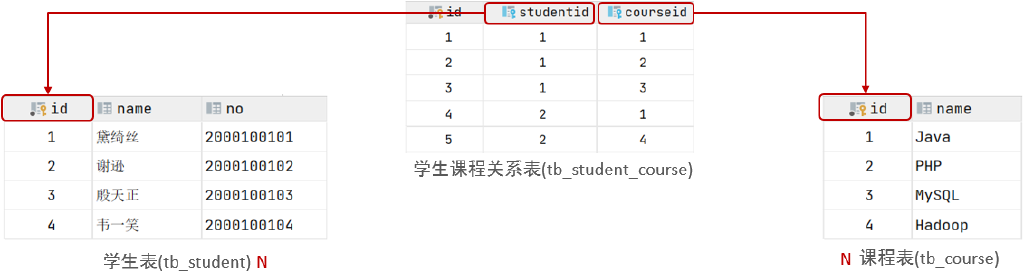 id studentid courseid
1 1 1
2 1 2
3 1 3
4 2 1
5 2 4
学生课程关系表(tb_student_course)
id name no
1 黛绮丝 2000100101
2 谢逊 2000100102
3 殷天正 2000100103
4 韦一笑 2000100104
学生表(tb_student) N
id name
1 Java
2 PHP
3 MySQL
4 Hadoop
N 课程表(tb_course)